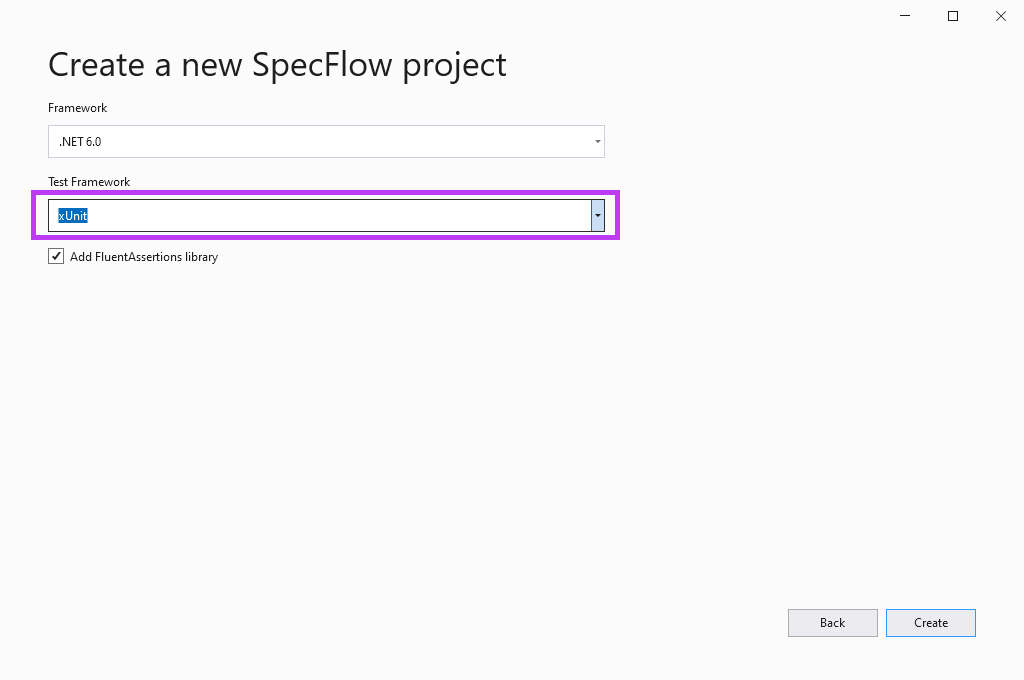 Create a new SpecFlow project
Framework
.NET 6.0
Test Framework
xUnit
Add FluentAssertions library
Back
Create